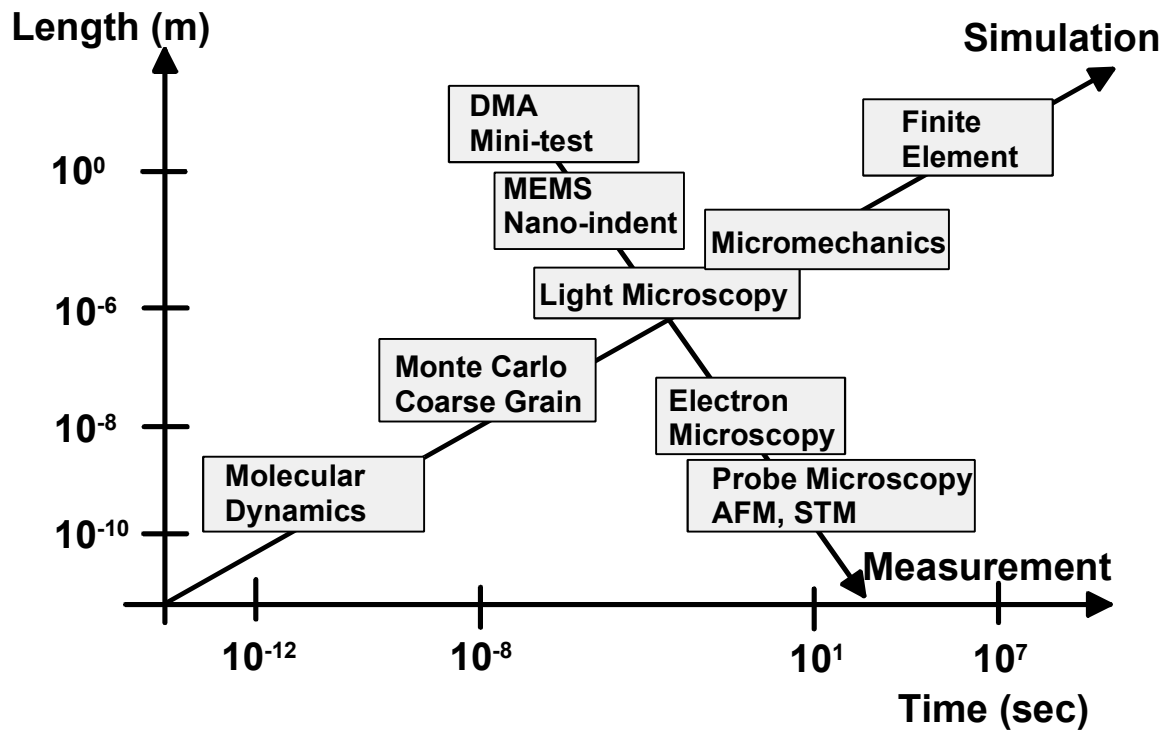 Length (m)
Simulation
DMA
Mini-test
Finite
Element
10⁰
MEMS
Nano-indent
Micromechanics
Light Microscopy
10⁻⁶
Monte Carlo
Coarse Grain
Electron
Microscopy
10⁻⁸
Molecular
Dynamics
Probe Microscopy
AFM, STM
10⁻¹⁰
Measurement
10⁻¹² 10⁻⁸ 10¹ 10⁷
Time (sec)